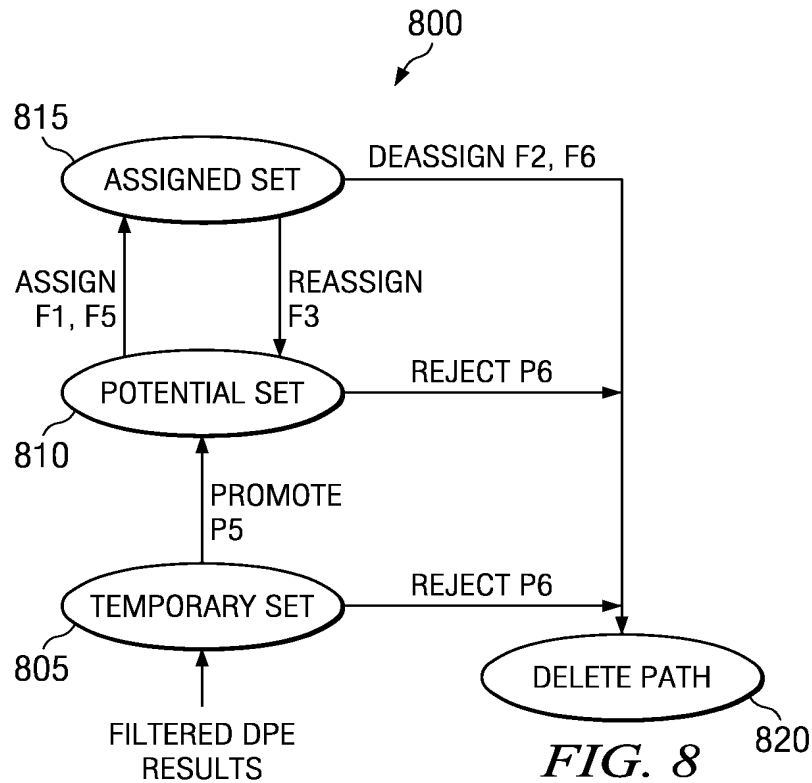 800
815
ASSIGNED SET
DEASSIGN F2, F6
ASSIGN
F1, F5
REASSIGN
F3
POTENTIAL SET
REJECT P6
810
PROMOTE
P5
TEMPORARY SET
REJECT P6
805
DELETE PATH
820
FILTERED DPE
RESULTS
FIG. 8